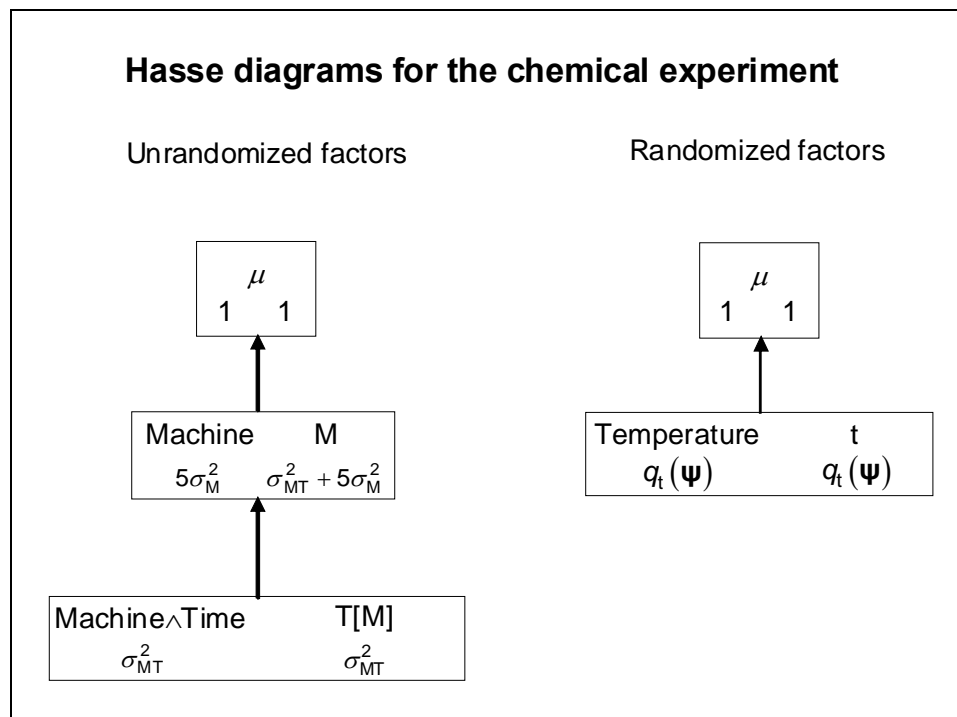 Hasse diagrams for the chemical experiment
Unrandomized factors
μ
1 1
Machine M
5σ²_M σ²_MT + 5σ²_M
Machine∧Time T[M]
σ²_MT σ²_MT
Randomized factors
μ
1 1
Temperature t
q_t(ψ) q_t(ψ)